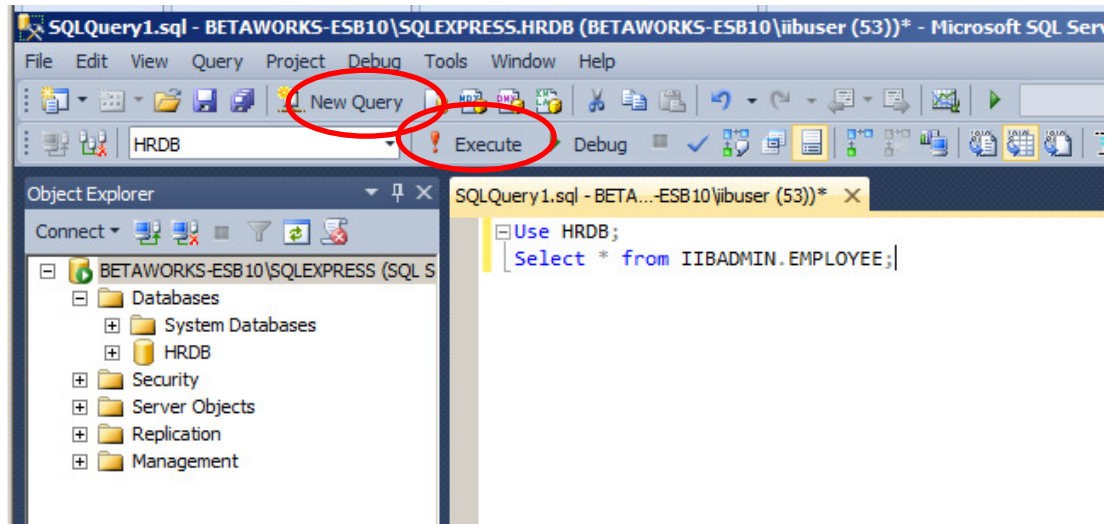 SQLQuery1.sql - BETAWORKS-ESB10\SQLEXPRESS.HRDB (BETAWORKS-ESB10\iibuser (53))* - Microsoft SQL Serv
File Edit View Query Project Debug Tools Window Help
New Query
HRDB Execute Debug
Object Explorer
SQLQuery1.sql - BETA...-ESB10\iibuser (53))*
Connect
Use HRDB;
Select * from IIBADMIN.EMPLOYEE;
BETAWORKS-ESB10\SQLEXPRESS (SQL S
Databases
System Databases
HRDB
Security
Server Objects
Replication
Management